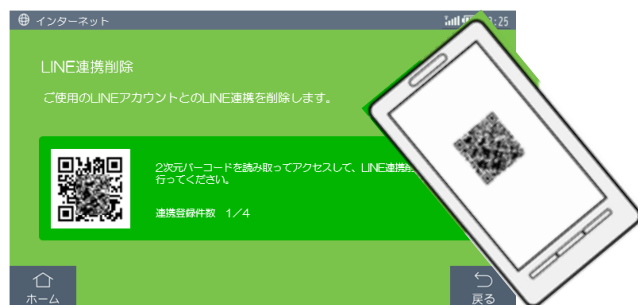 インターネット
:25
LINE連携削除
ご使用のLINEアカウントとのLINE連携を削除します。
2次元バーコードを読み取ってアクセスして、LINE連携
行ってください。
連携登録件数 1/4
ホーム
戻る